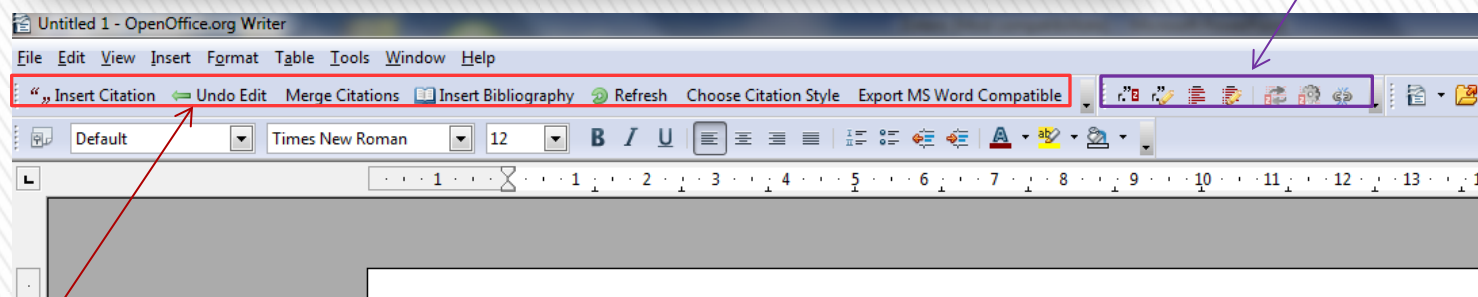 Untitled 1 - OpenOffice.org Writer
File Edit View Insert Format Table Tools Window Help
“ „ Insert Citation Undo Edit Merge Citations Insert Bibliography Refresh Choose Citation Style Export MS Word Compatible
Default Times New Roman 12 B I U
1 1 2 3 4 5 6 7 8 9 10 11 12 13 1